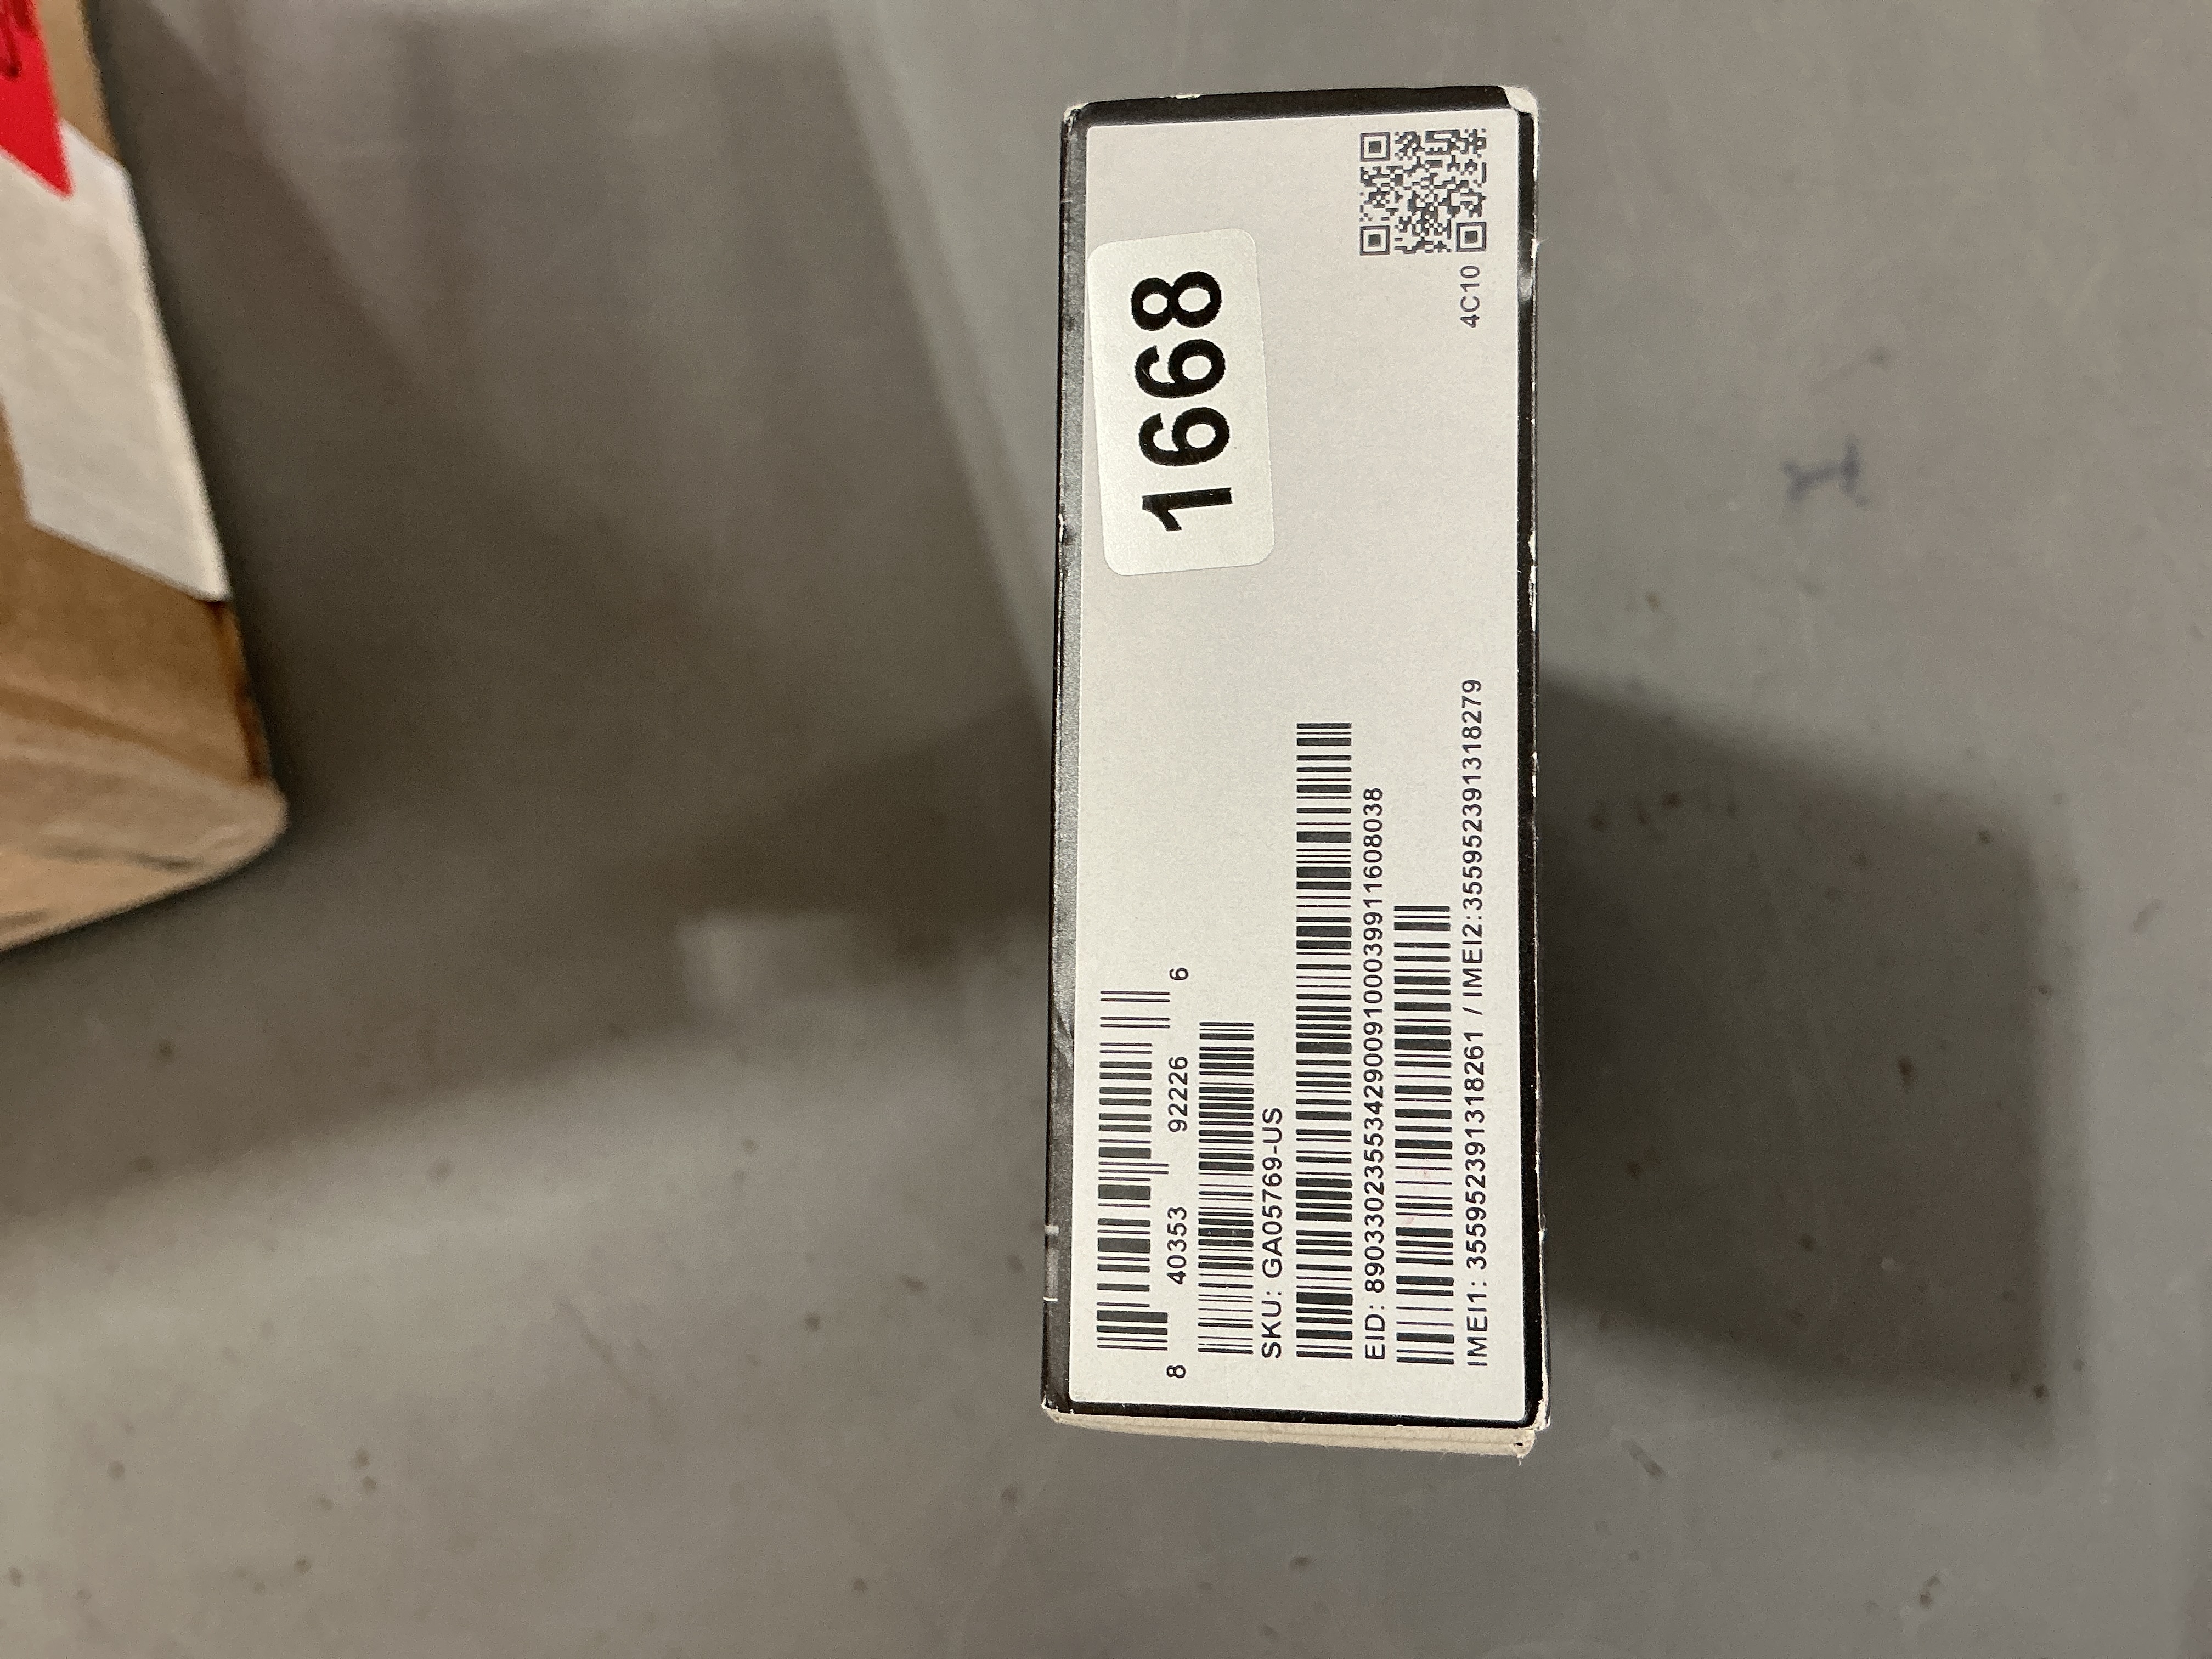 1668
8 40353 92226 6
SKU: GA05769-US
EID: 89033023553429009100039911608038
IMEI1: 355952391318261 / IMEI2:355952391318279
4C10